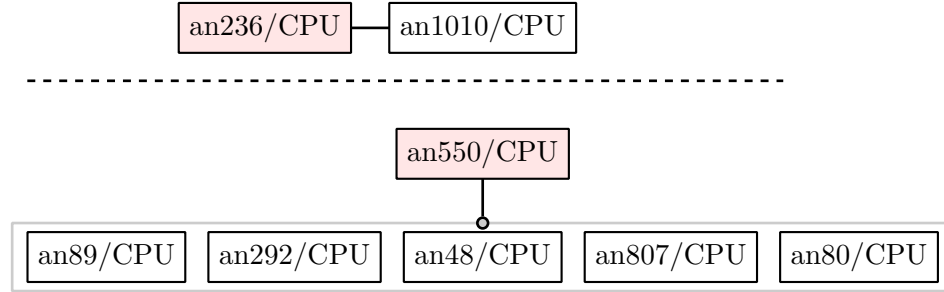 an236/CPU an1010/CPU
an550/CPU
an89/CPU an292/CPU an48/CPU an807/CPU an80/CPU